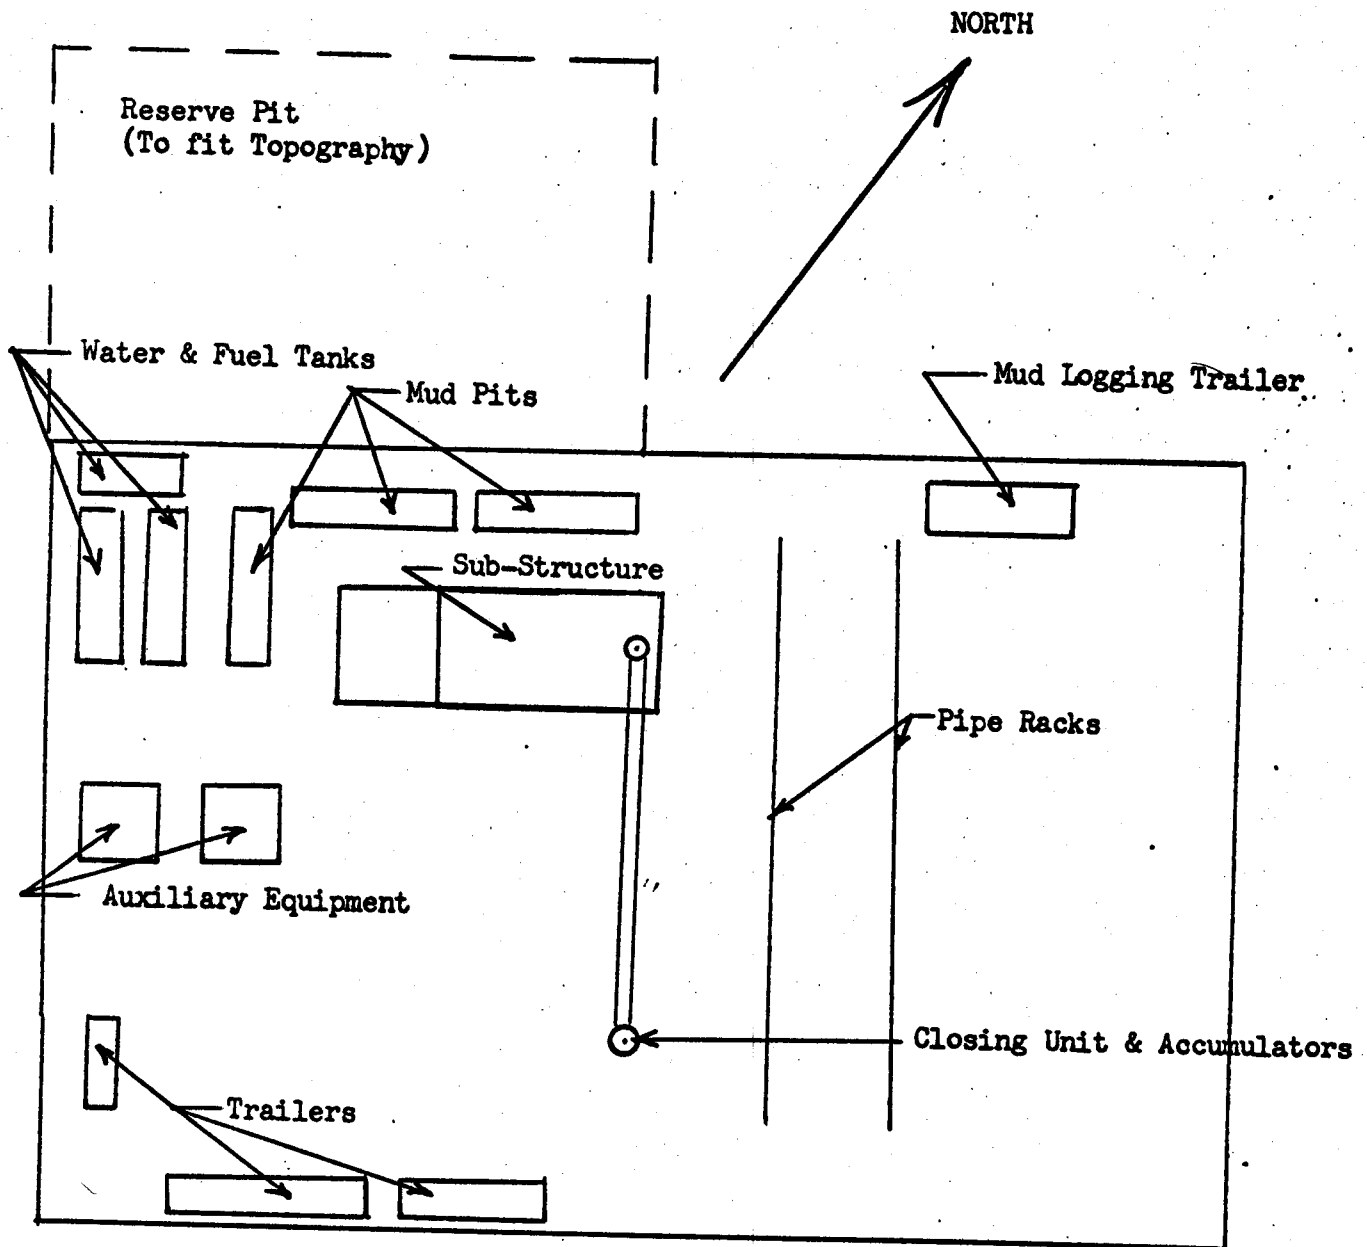 NORTH
Reserve Pit
(To fit Topography)
Water & Fuel Tanks
Mud Pits
Mud Logging Trailer
Sub-Structure
Pipe Racks
Auxiliary Equipment
Closing Unit & Accumulators
Trailers